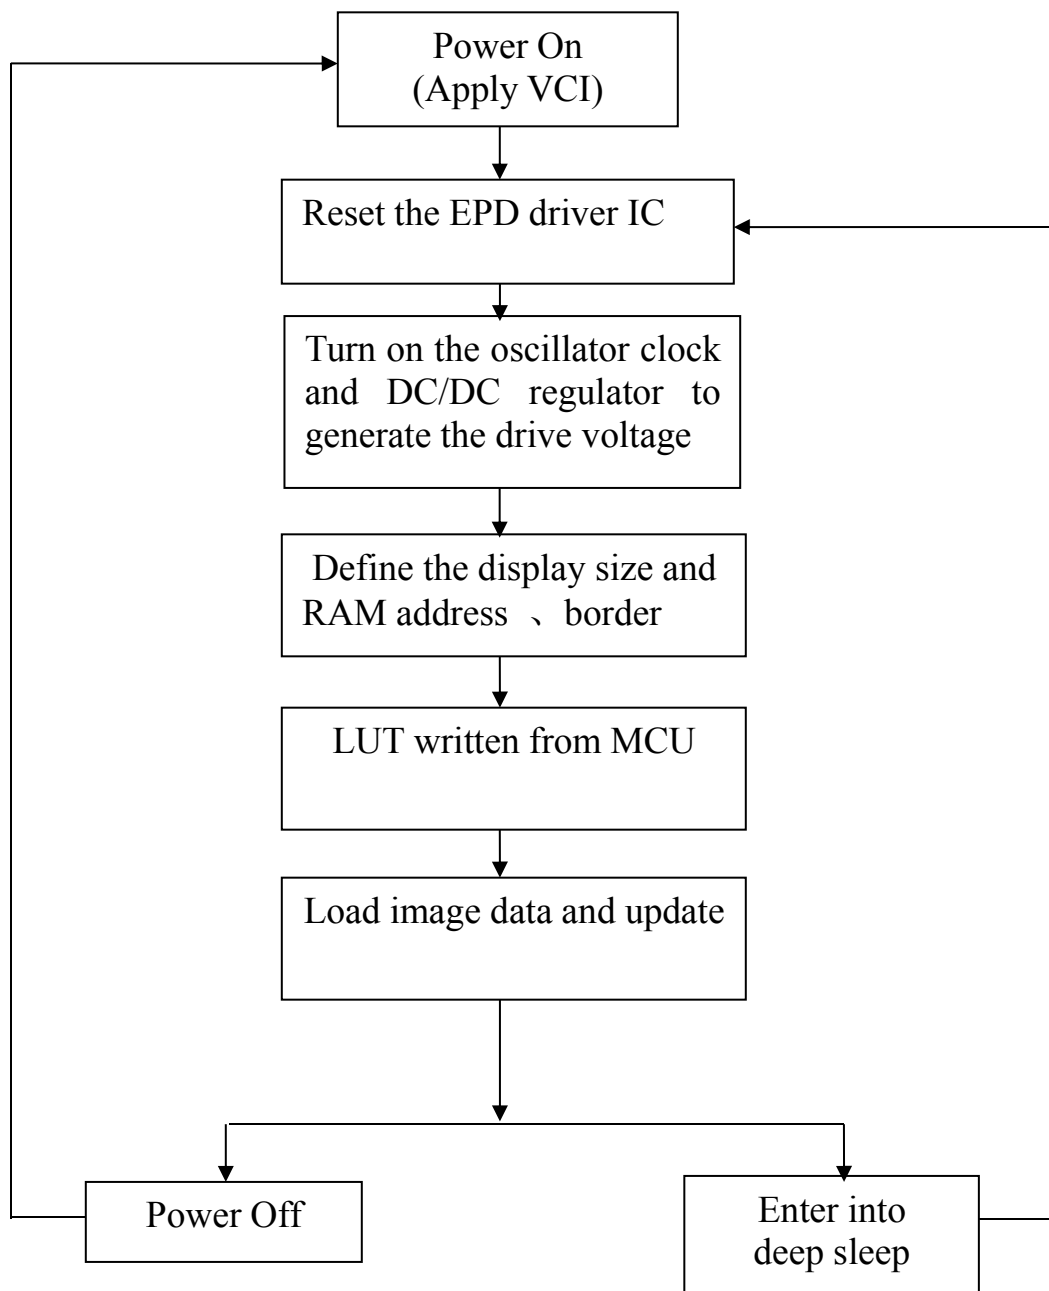 Power On
(Apply VCI)
Reset the EPD driver IC
Turn on the oscillator clock
and DC/DC regulator to
generate the drive voltage
Define the display size and
RAM address 、border
LUT written from MCU
Load image data and update
Power Off
Enter into
deep sleep